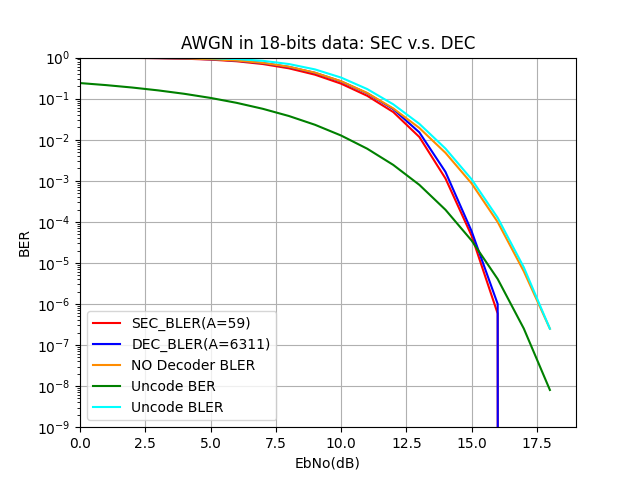 AWGN in 18-bits data: SEC v.s. DEC
BER
10^0
10^-1
10^-2
10^-3
10^-4
10^-5
10^-6
10^-7
10^-8
10^-9
SEC_BLER(A=59)
DEC_BLER(A=6311)
NO Decoder BLER
Uncode BER
Uncode BLER
0.0 2.5 5.0 7.5 10.0 12.5 15.0 17.5
EbNo(dB)